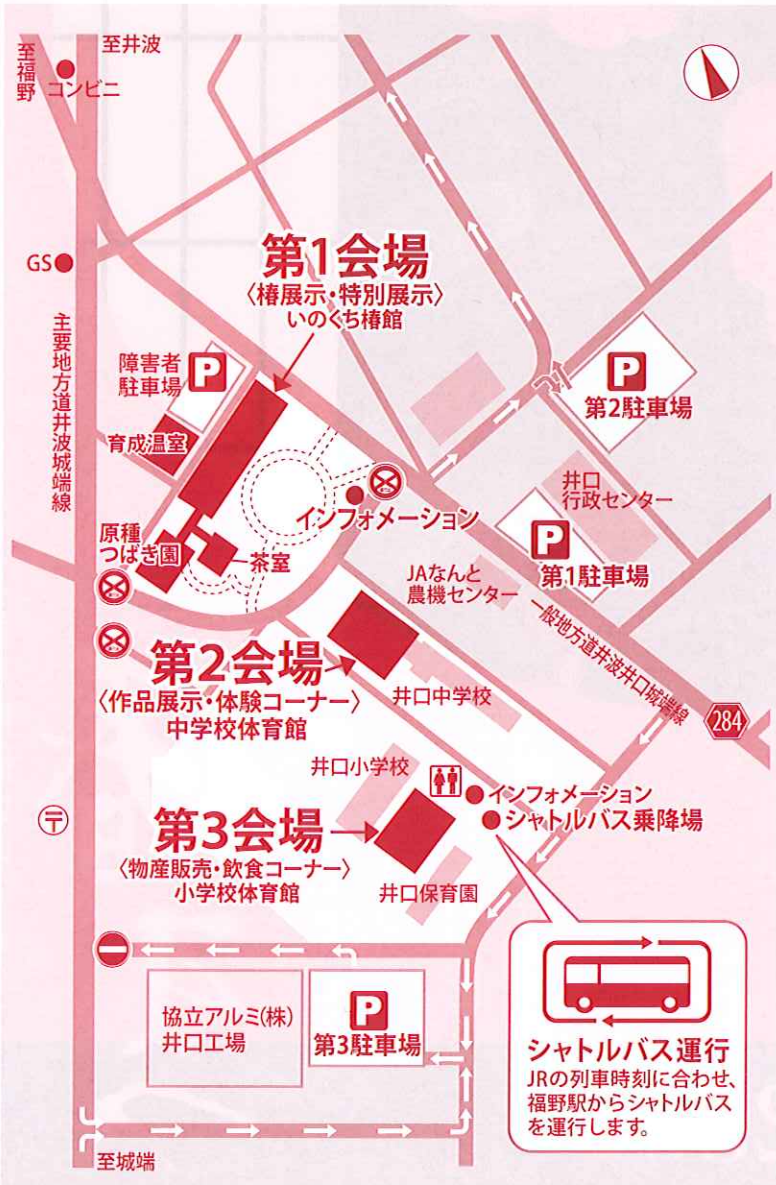 至福野
至井波
コンビニ
GS
主要地方道井波城端線
第1会場
〈椿展示・特別展示〉
いのくち椿館
障害者
駐車場
P
育成温室
原種
つばき園
茶室
インフォメーション
P
第2駐車場
井口
行政センター
P
第1駐車場
JAなんと
農機センター
一般地方道井波井口城端線
284
第2会場
〈作品展示・体験コーナー〉
中学校体育館
井口中学校
井口小学校
インフォメーション
シャトルバス乗降場
第3会場
〈物産販売・飲食コーナー〉
小学校体育館
井口保育園
〒
協立アルミ(株)
井口工場
P
第3駐車場
シャトルバス運行
JRの列車時刻に合わせ、
福野駅からシャトルバス
を運行します。
至城端